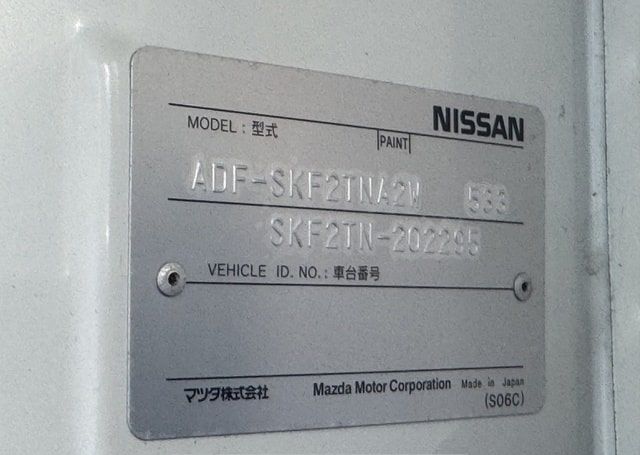 NISSAN
MODEL : 型式
PAINT
ADF-SKF2TNA2W 533
SKF2TN-202295
VEHICLE ID. NO. : 車台番号
マツダ株式会社 Mazda Motor Corporation Made in Japan
(S06C)